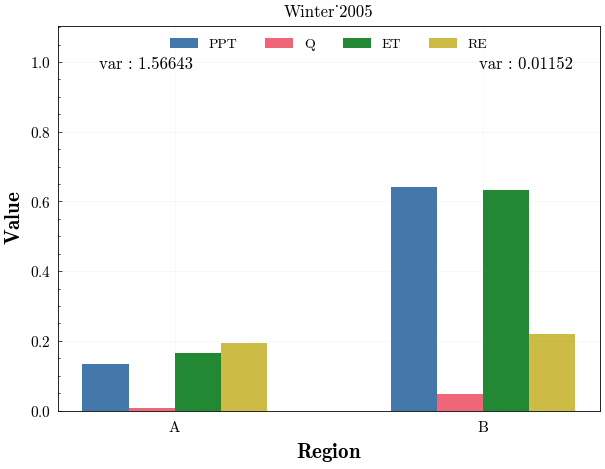 Winter˙2005
PPT Q ET RE
var : 1.56643 var : 0.01152
1.0
0.8
0.6
0.4
0.2
0.0
Value
A B
Region